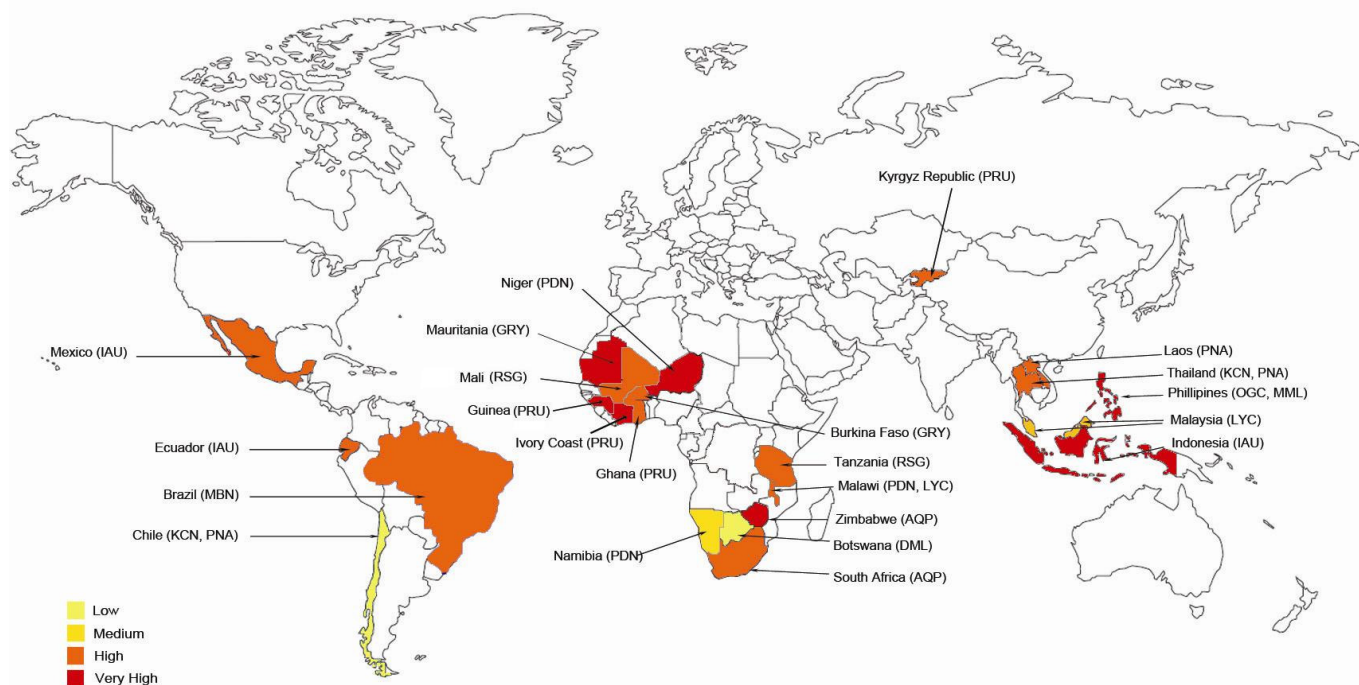 Kyrgyz Republic (PRU)
Niger (PDN)
Mauritania (GRY)
Mexico (IAU)
Laos (PNA)
Mali (RSG)
Thailand (KCN, PNA)
Phillipines (OGC, MML)
Guinea (PRU)
Malaysia (LYC)
Burkina Faso (GRY)
Ivory Coast (PRU)
Indonesia (IAU)
Ecuador (IAU)
Tanzania (RSG)
Ghana (PRU)
Malawi (PDN, LYC)
Brazil (MBN)
Zimbabwe (AQP)
Chile (KCN, PNA)
Botswana (DML)
Namibia (PDN)
South Africa (AQP)
Low
Medium
High
Very High